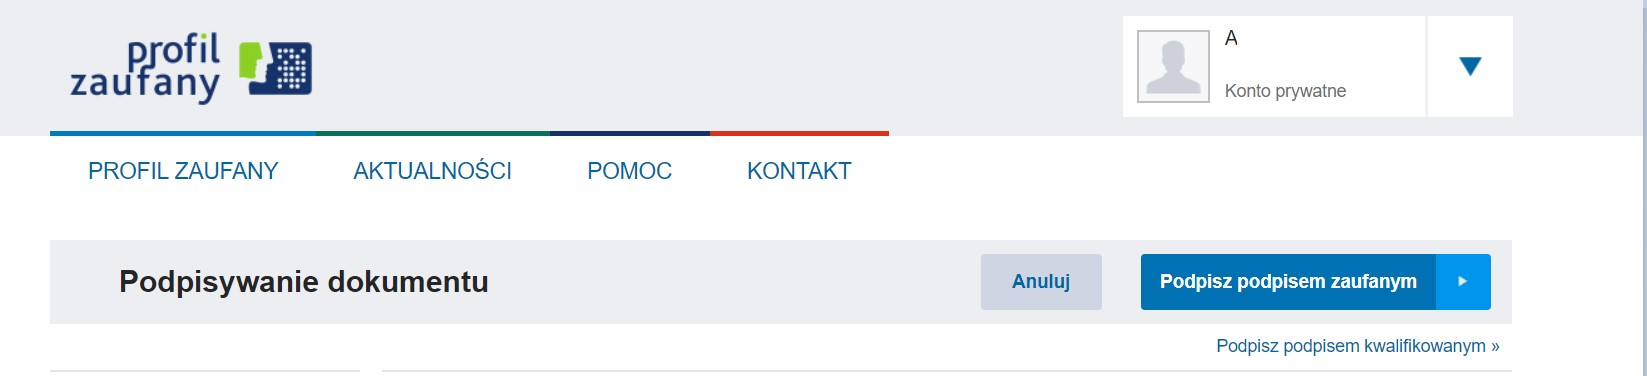 profil
zaufany
A
Konto prywatne
PROFIL ZAUFANY AKTUALNOŚCI POMOC KONTAKT
Podpisywanie dokumentu Anuluj Podpisz podpisem zaufanym
Podpisz podpisem kwalifikowanym »